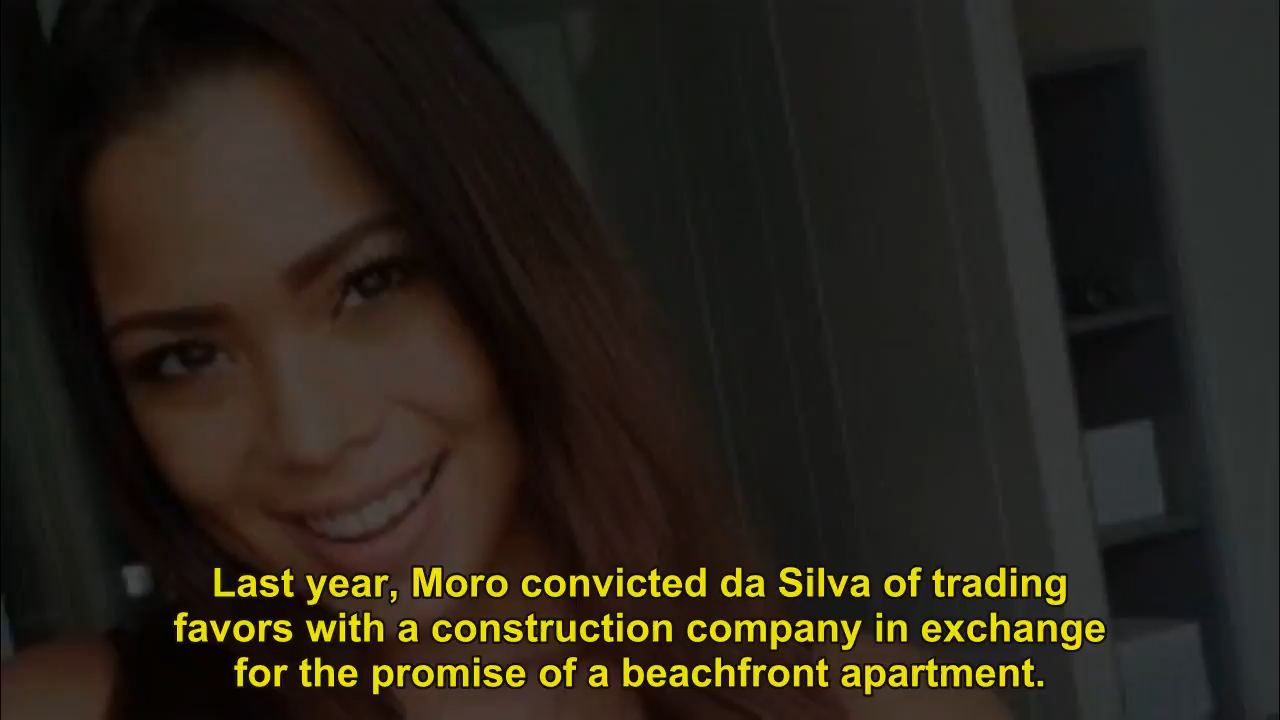 Last year, Moro convicted da Silva of trading
favors with a construction company in exchange
for the promise of a beachfront apartment.